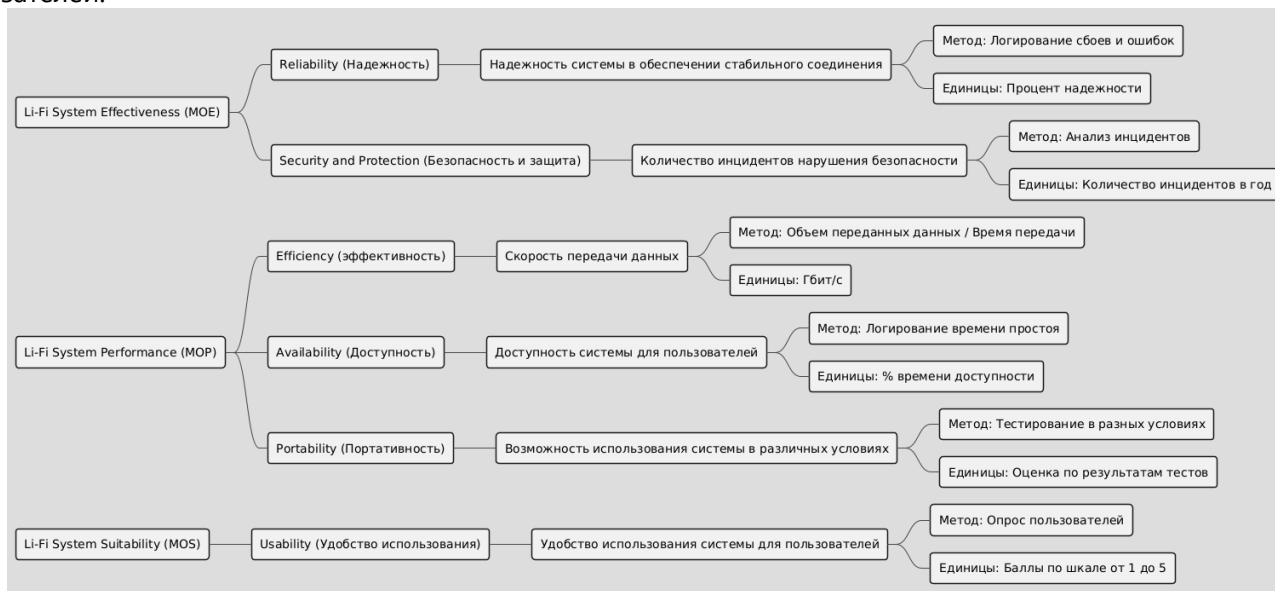 зателей.
Li-Fi System Effectiveness (MOE)
Reliability (Надежность)
Надежность системы в обеспечении стабильного соединения
Метод: Логирование сбоев и ошибок
Единицы: Процент надежности
Security and Protection (Безопасность и защита)
Количество инцидентов нарушения безопасности
Метод: Анализ инцидентов
Единицы: Количество инцидентов в год
Li-Fi System Performance (MOP)
Efficiency (эффективность)
Скорость передачи данных
Метод: Объем переданных данных / Время передачи
Единицы: Гбит/с
Availability (Доступность)
Доступность системы для пользователей
Метод: Логирование времени простоя
Единицы: % времени доступности
Portability (Портативность)
Возможность использования системы в различных условиях
Метод: Тестирование в разных условиях
Единицы: Оценка по результатам тестов
Li-Fi System Suitability (MOS)
Usability (Удобство использования)
Удобство использования системы для пользователей
Метод: Опрос пользователей
Единицы: Баллы по шкале от 1 до 5